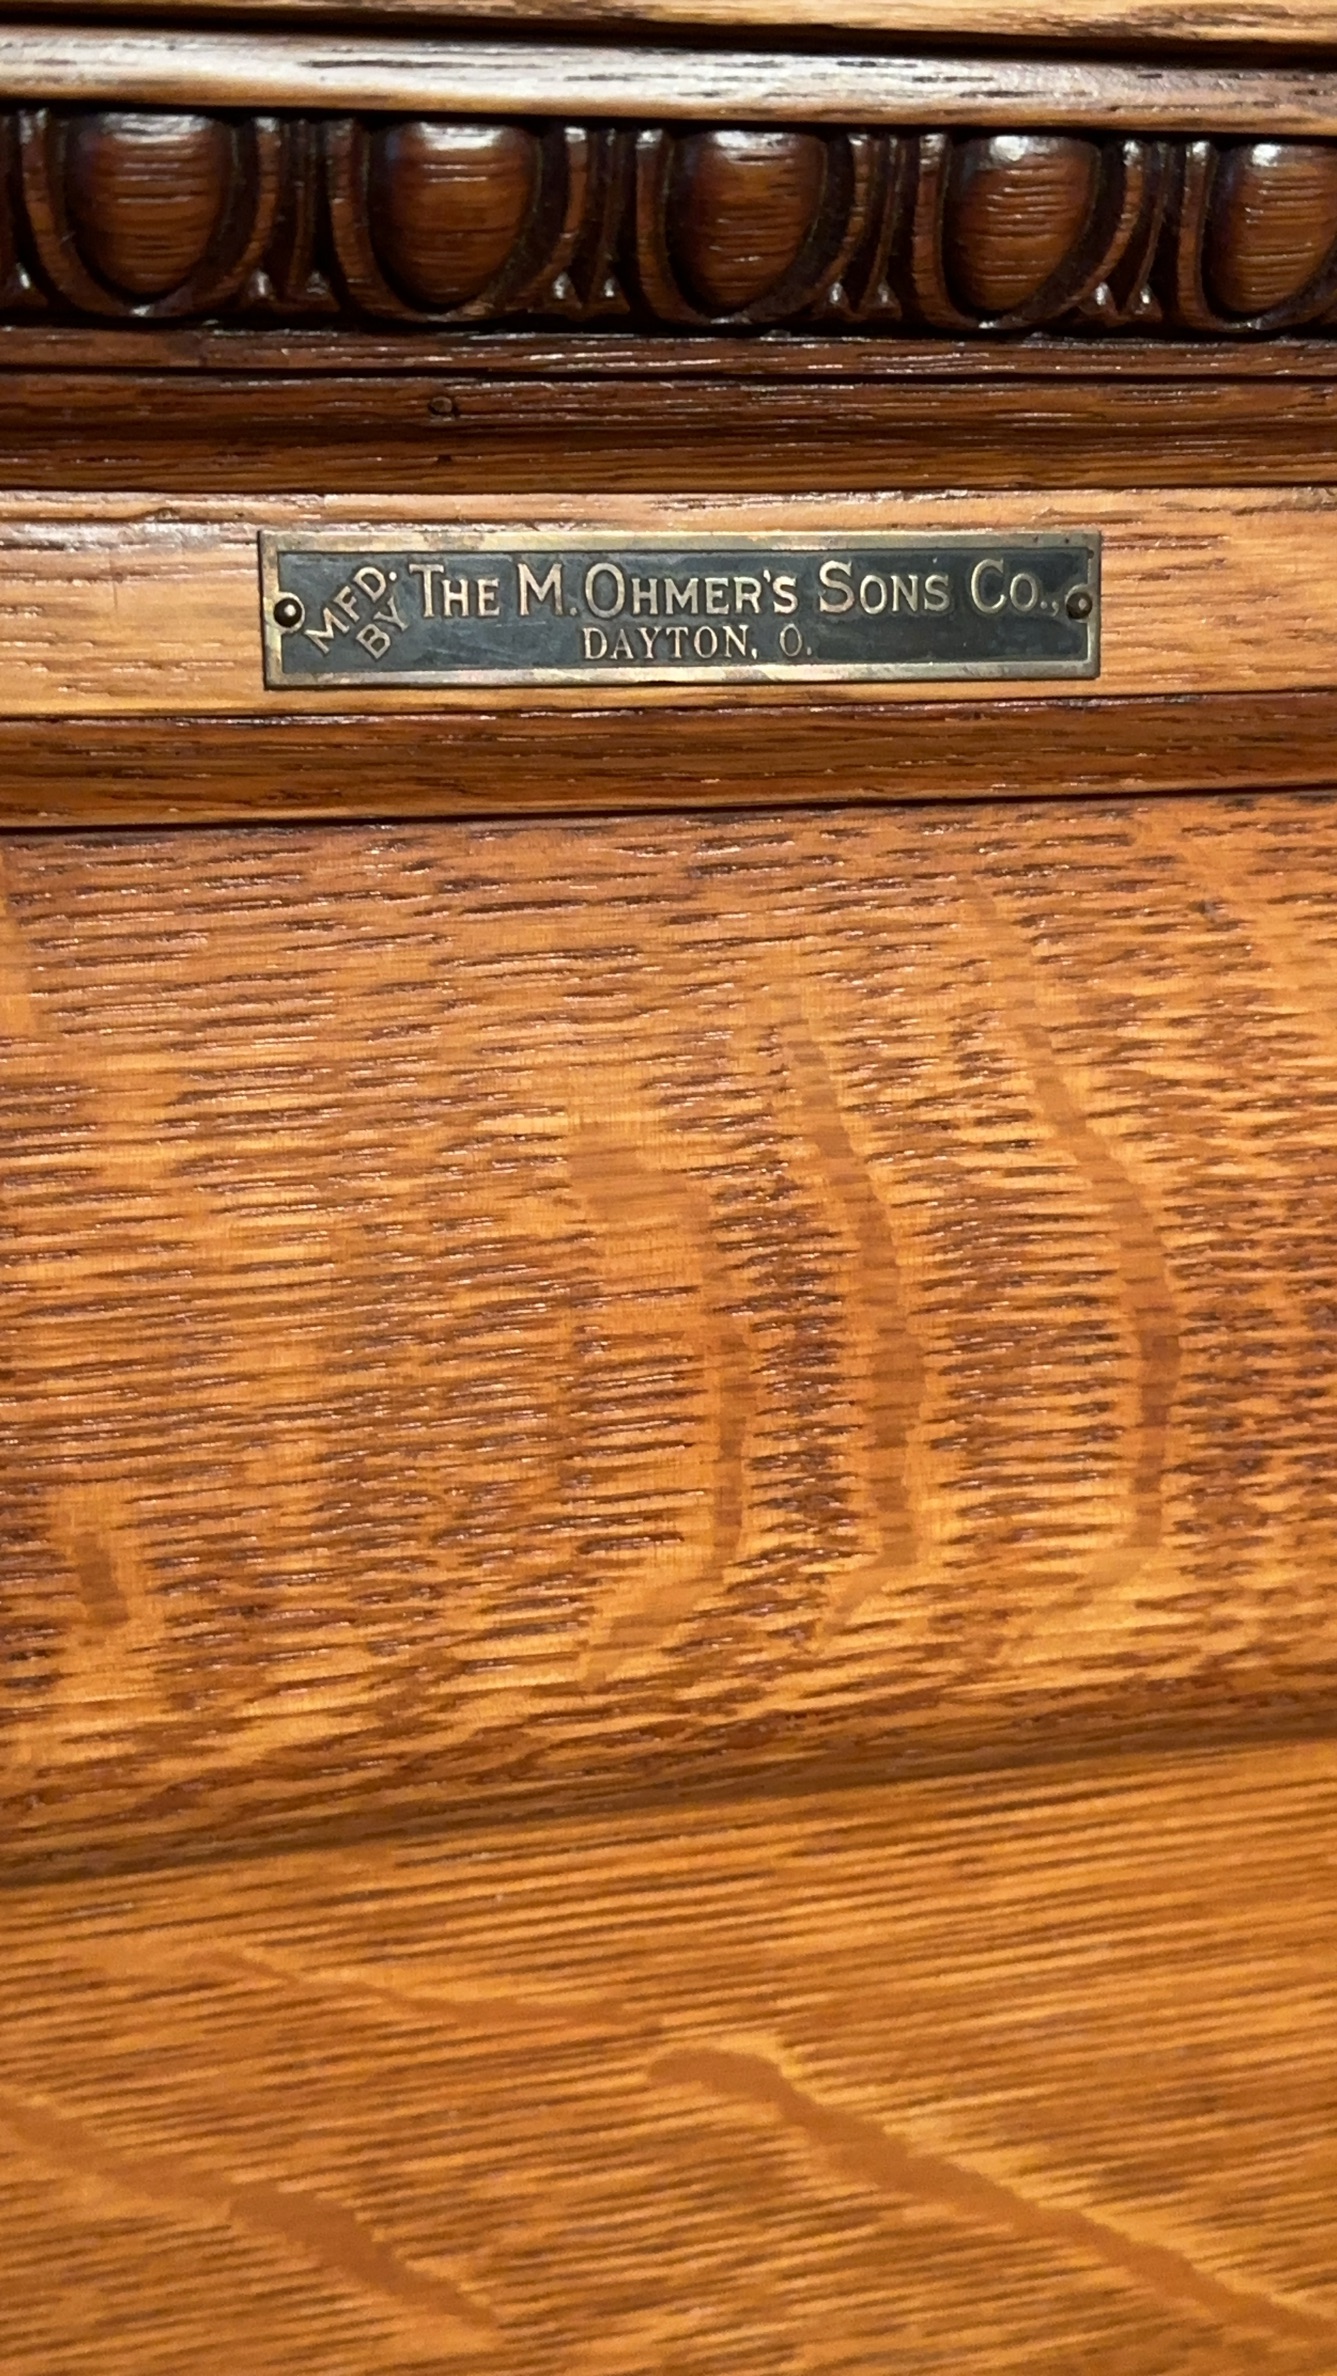 MFD. BY THE M. OHMER'S SONS CO.,
DAYTON, O.